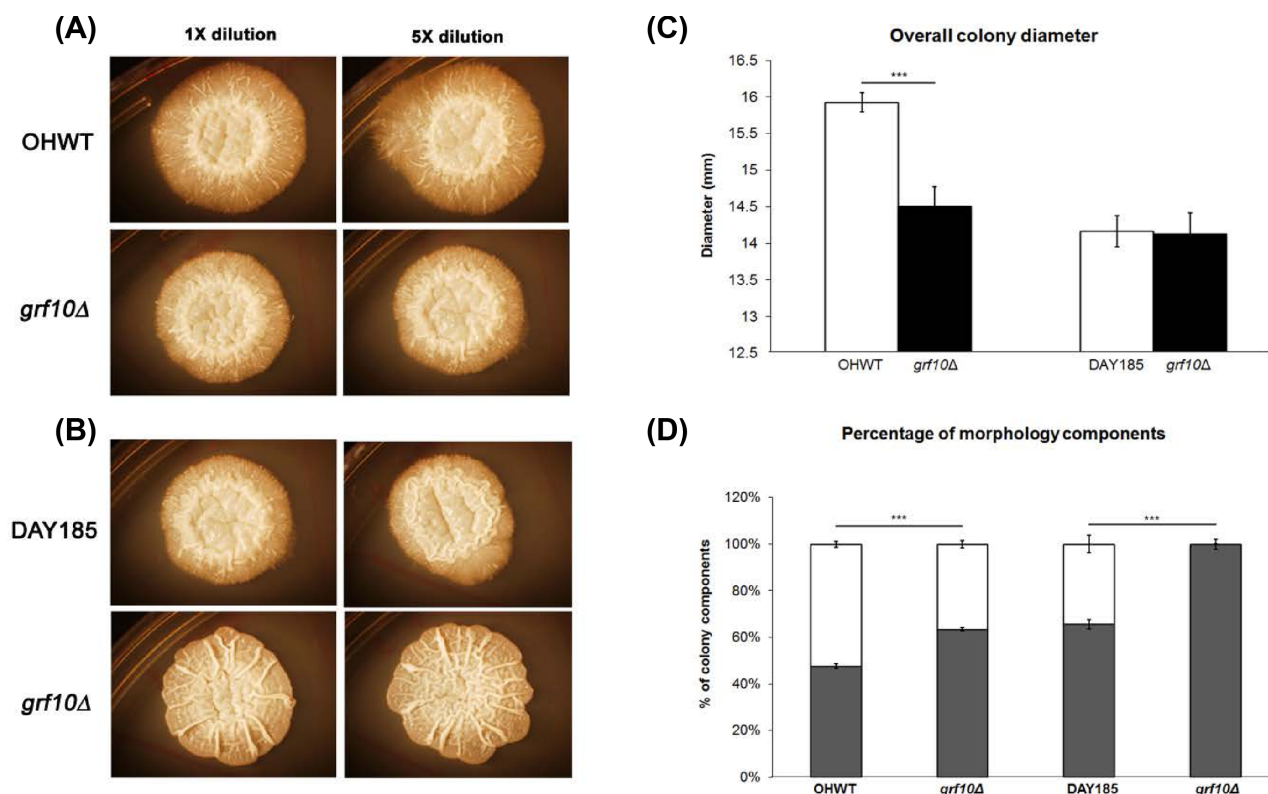 (A)
1X dilution
5X dilution
OHWT
grf10Δ
(B)
DAY185
grf10Δ
(C)
Overall colony diameter
Diameter (mm)
16.5
16
15.5
15
14.5
14
13.5
13
12.5
***
OHWT
grf10Δ
DAY185
grf10Δ
(D)
Percentage of morphology components
% of colony components
120%
100%
80%
60%
40%
20%
0%
***
***
OHWT
grf10Δ
DAY185
grf10Δ